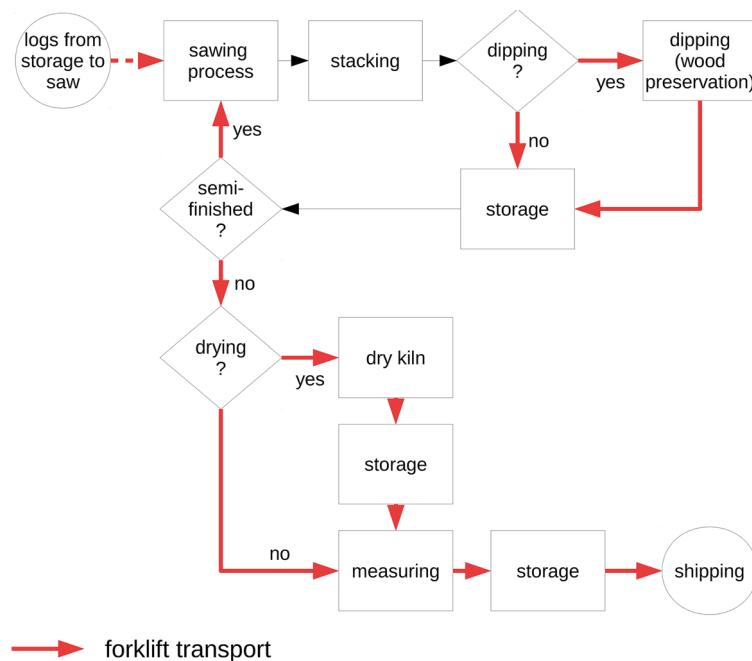 logs from
storage to
saw
sawing
process
stacking
dipping
?
yes
dipping
(wood
preservation)
yes
no
semi-
finished
?
storage
no
drying
?
yes
dry kiln
storage
no
measuring
storage
shipping
forklift transport